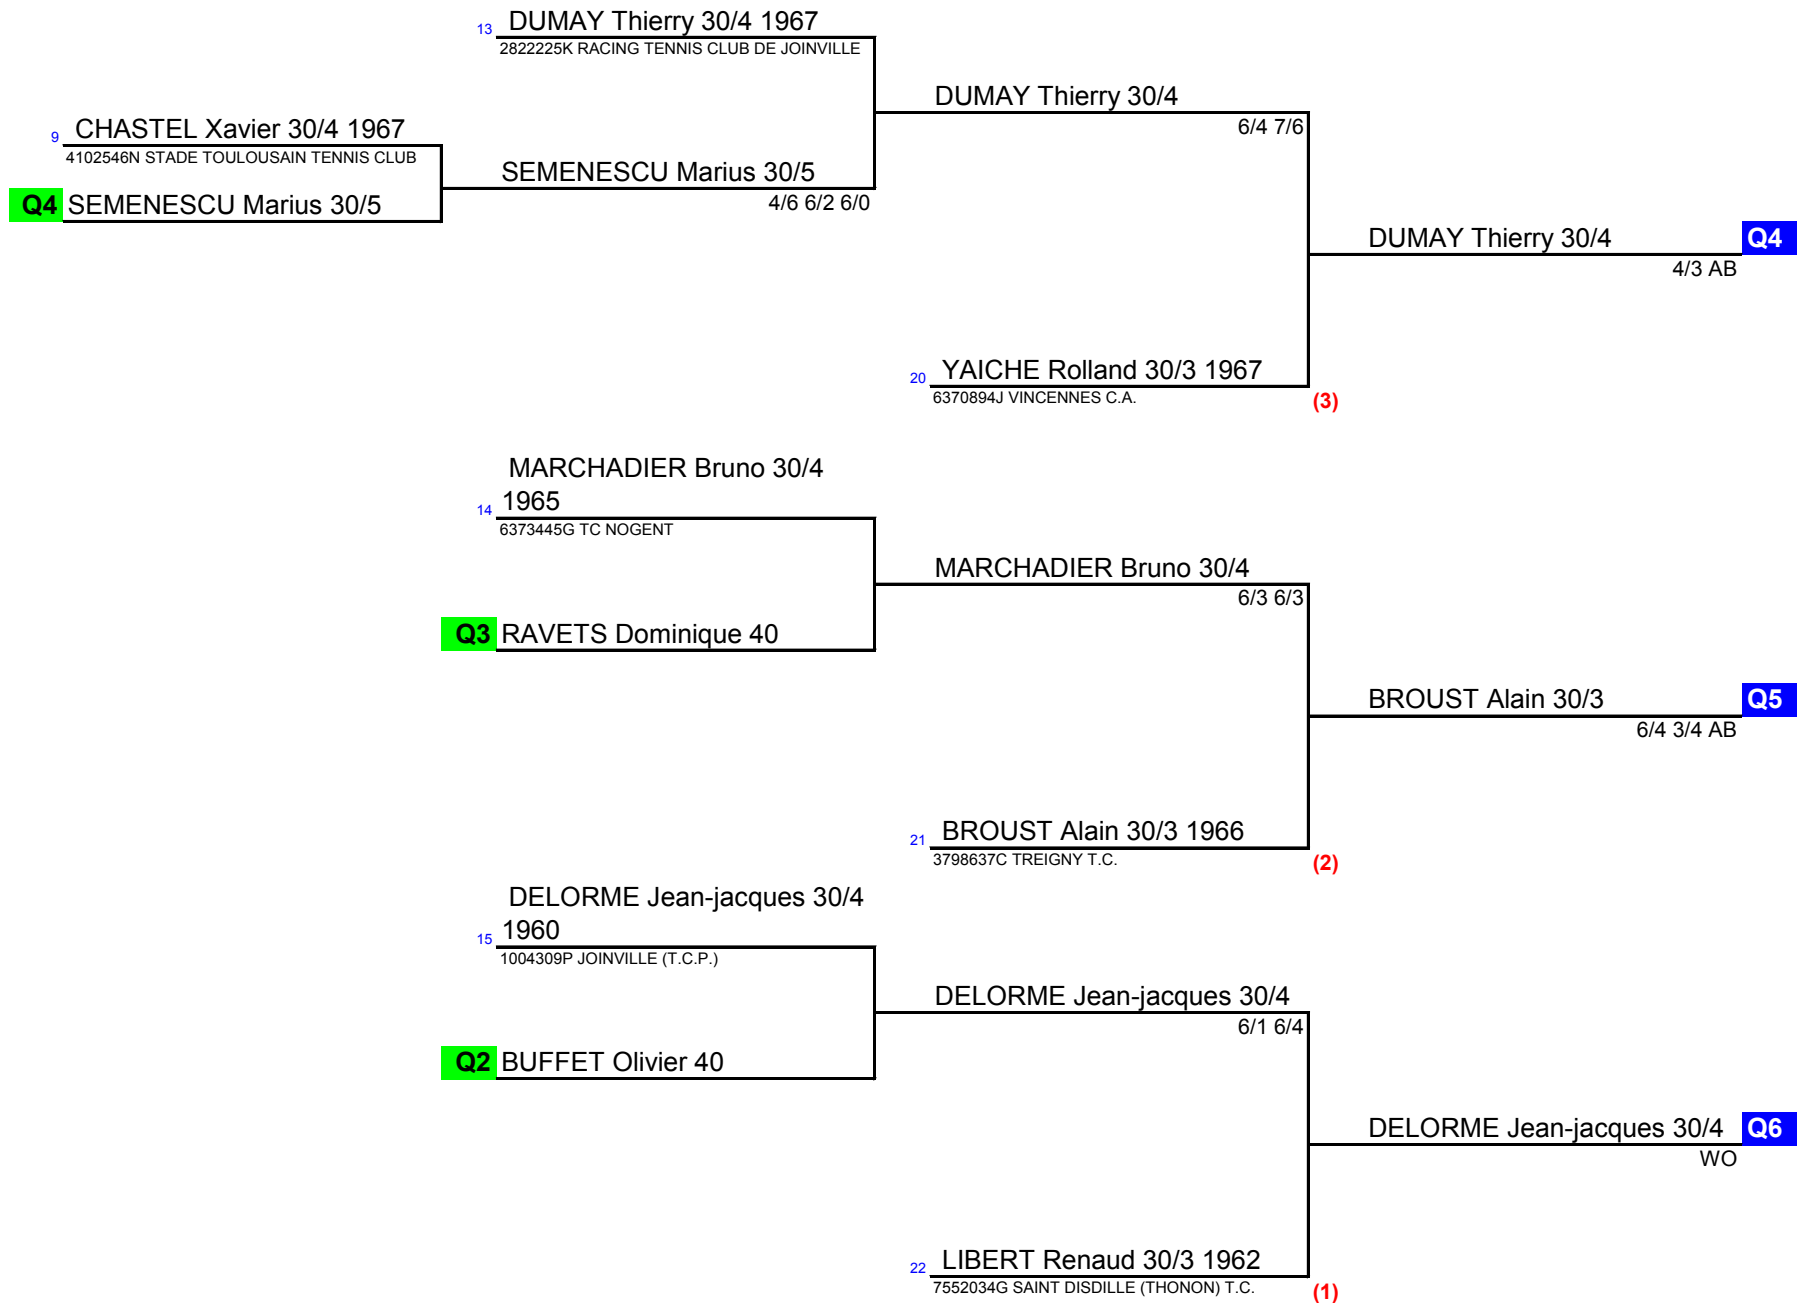 13 DUMAY Thierry 30/4 1967
2822225K RACING TENNIS CLUB DE JOINVILLE
DUMAY Thierry 30/4
6/4 7/6
9 CHASTEL Xavier 30/4 1967
4102546N STADE TOULOUSAIN TENNIS CLUB
SEMENESCU Marius 30/5
4/6 6/2 6/0
Q4 SEMENESCU Marius 30/5
DUMAY Thierry 30/4 Q4
4/3 AB
20 YAICHE Rolland 30/3 1967
6370894J VINCENNES C.A.
(3)
MARCHADIER Bruno 30/4
14 1965
6373445G TC NOGENT
MARCHADIER Bruno 30/4
6/3 6/3
Q3 RAVETS Dominique 40
BROUST Alain 30/3 Q5
6/4 3/4 AB
21 BROUST Alain 30/3 1966
3798637C TREIGNY T.C.
(2)
DELORME Jean-jacques 30/4
15 1960
1004309P JOINVILLE (T.C.P.)
DELORME Jean-jacques 30/4
6/1 6/4
Q2 BUFFET Olivier 40
DELORME Jean-jacques 30/4 Q6
WO
22 LIBERT Renaud 30/3 1962
7552034G SAINT DISDILLE (THONON) T.C.
(1)